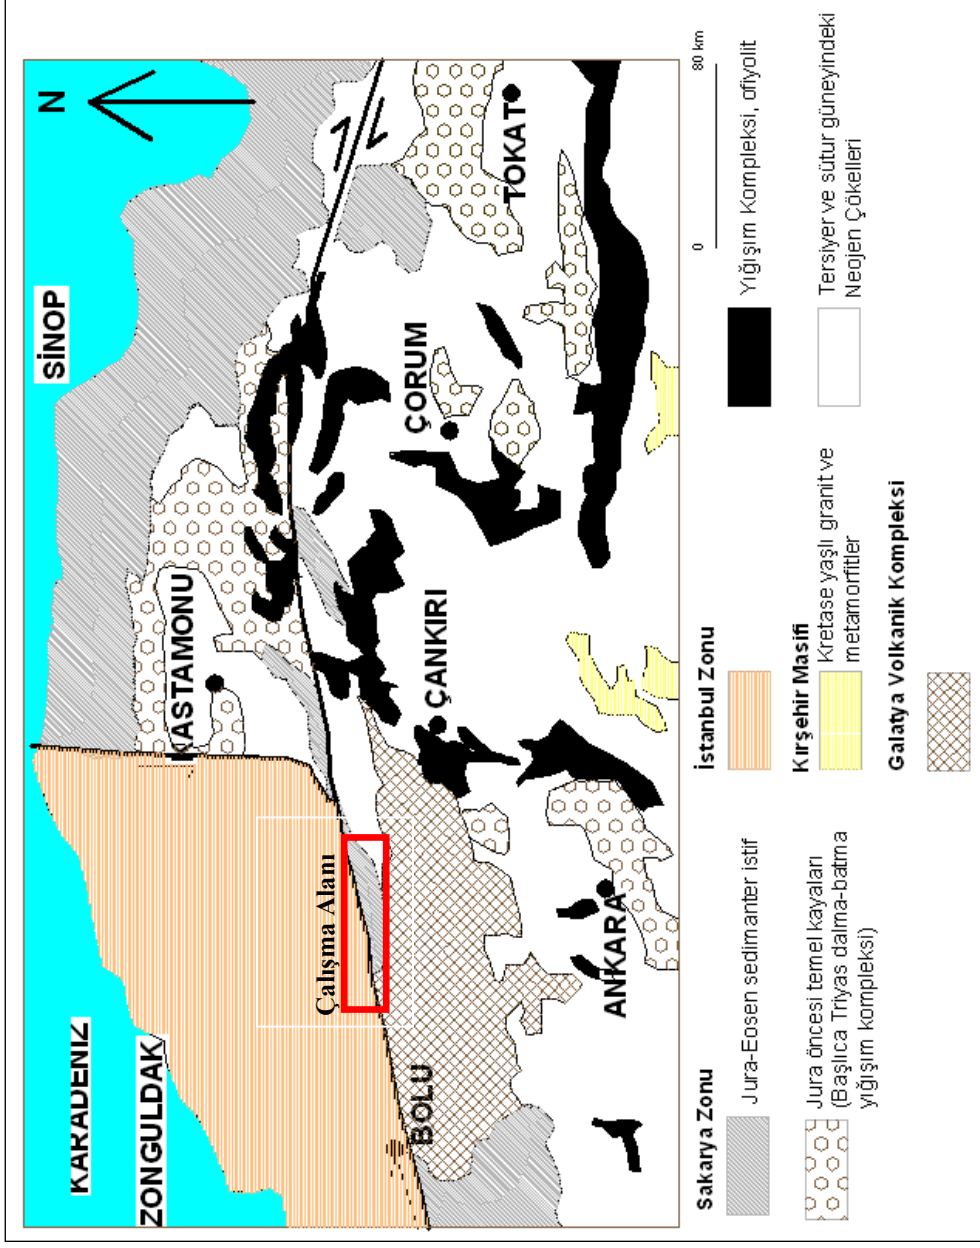 N
KARADENİZ
SİNOP
ZONGULDAK
KASTAMONU
Çalışma Alanı
BOLU
ÇANKIRI
ÇORUM
TOKAT
ANKARA
0 80 km
Sakarya Zonu
Jura-Eosen sedimanter istif
Jura öncesi temel kayaları
(Başlıca Triyas dalma-batma
yığışım kompleksi)
İstanbul Zonu
Kırşehir Masifi
Kretase yaşlı granit ve
metamorfitler
Galatya Volkanik Kompleksi
Yığışım Kompleksi, ofiyolit
Tersiyer ve sütur güneyindeki
Neojen Çökelleri